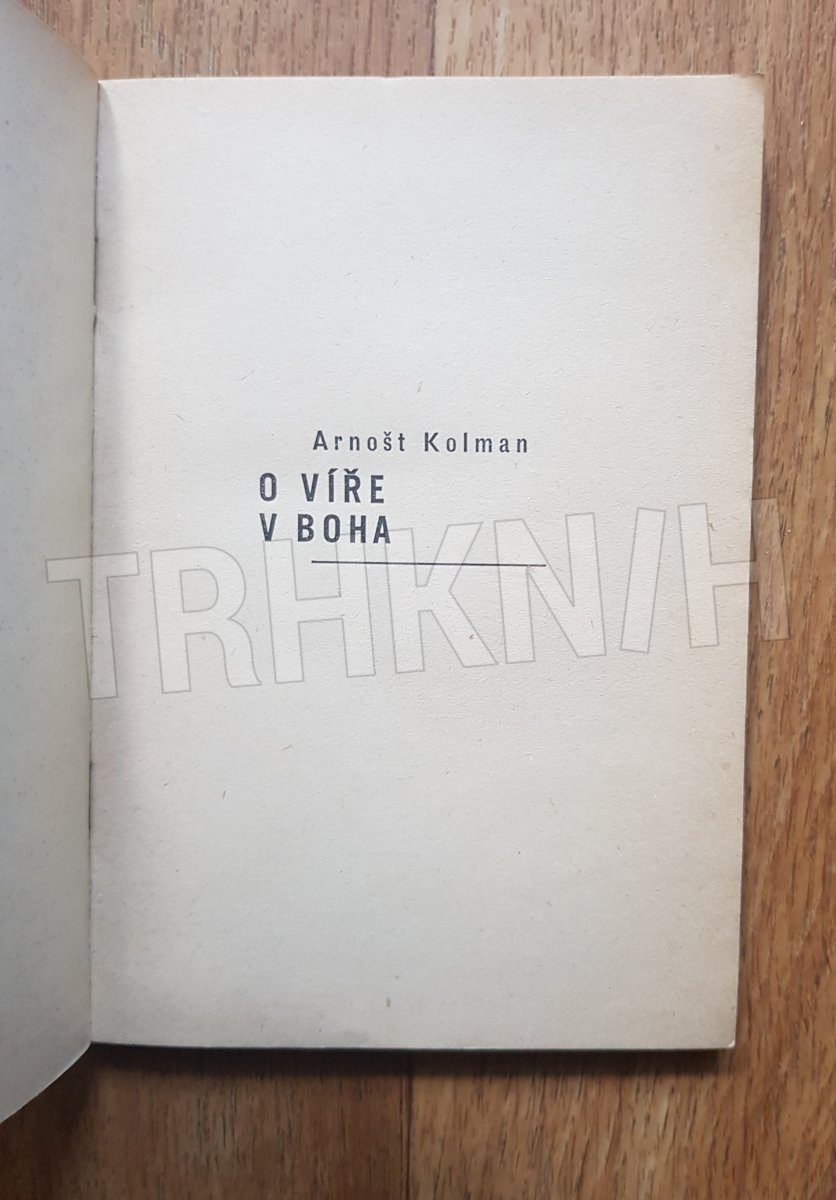 Arnošt Kolman
O VÍŘE
V BOHA
TRHKNIH